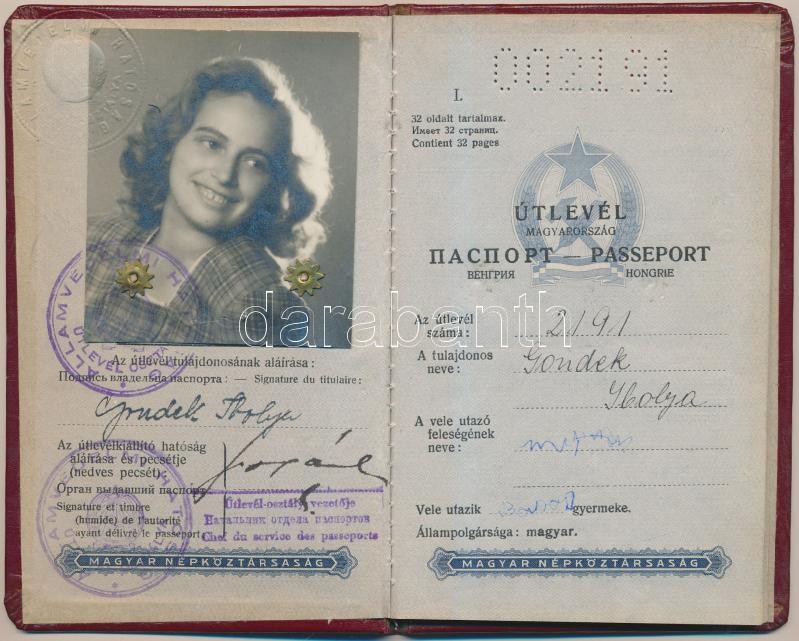 ÁLLAMVÉDELMI HATÓSÁG
ÚTLEVÉL OSZTÁLY
Az útlevéltulajdonosának aláírása:
Подпись владельца паспорта: — Signature du titulaire:
Gondek Ibolya
Az útlevélkiállító hatóság
aláírása és pecsétje
(nedves pecsét)
Орган выдавший паспорт
Signature et timbre
(humide) de l'autorité
ayant délivré le passeport
Útlevél-osztály vezetője
Начальник отдела паспортов
Chef du service des passeports
MAGYAR NÉPKÖZTÁRSASÁG
002191
I.
32 oldalt tartalmaz.
Имеет 32 страниц.
Contient 32 pages
ÚTLEVÉL
MAGYARORSZÁG
ПАСПОРТ — PASSEPORT
ВЕНГРИЯ HONGRIE
Az útlevél
száma: 2191
A tulajdonos
neve: Gondek
Ibolya
A vele utazó
feleségének
neve:
Vele utazik gyermeke.
Állampolgársága: magyar.
MAGYAR NÉPKÖZTÁRSASÁG
darabanth